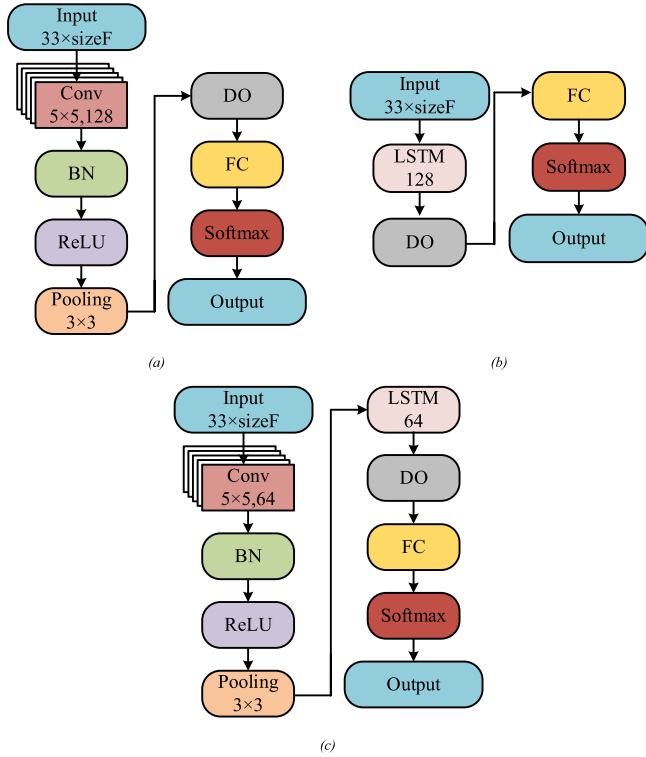 Input
33×sizeF
Conv
5×5,128
BN
ReLU
Pooling
3×3
DO
FC
Softmax
Output
(a)
Input
33×sizeF
LSTM
128
DO
FC
Softmax
Output
(b)
Input
33×sizeF
Conv
5×5,64
BN
ReLU
Pooling
3×3
LSTM
64
DO
FC
Softmax
Output
(c)